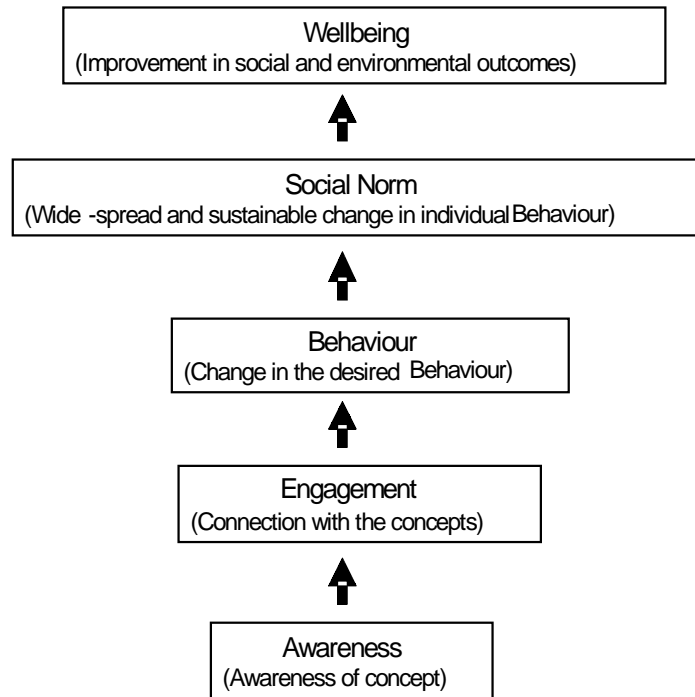 Wellbeing
(Improvement in social and environmental outcomes)
Social Norm
(Wide -spread and sustainable change in individual Behaviour)
Behaviour
(Change in the desired Behaviour)
Engagement
(Connection with the concepts)
Awareness
(Awareness of concept)